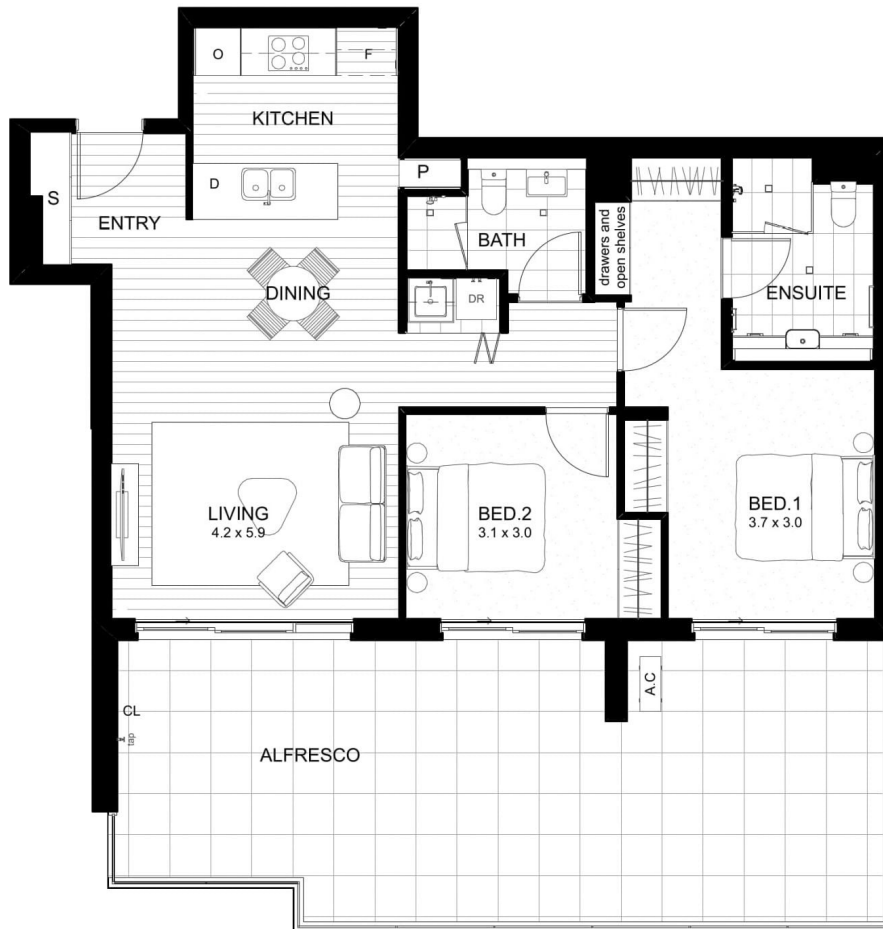 O
F
KITCHEN
S
D
P
ENTRY
BATH
drawers and
open shelves
DINING
DR
ENSUITE
LIVING
4.2 x 5.9
BED.2
3.1 x 3.0
BED.1
3.7 x 3.0
A.C
CL
tap
ALFRESCO